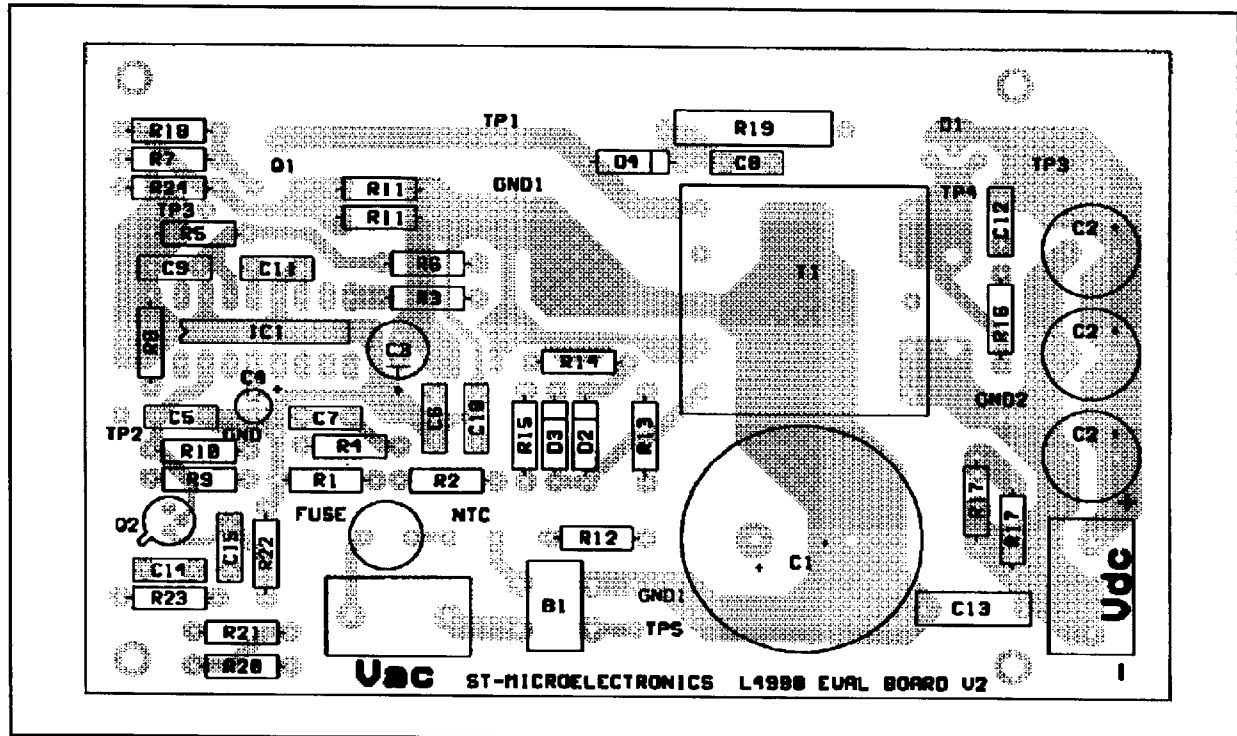 R18
TP1
R19
D1
R7
Q1
D4
C8
TP3
R24
R11
GND1
TP4
TP3
R11
C12
C2
R5
C9
C11
R6
T1
R3
R16
C2
R8
IC1
C3
R14
C4
GND2
C5
C7
C6
C10
R15
D3
D2
R13
C2
TP2
GND
R10
R4
R9
R1
R2
R17
R17
+
Q2
FUSE
NTC
C15
R22
R12
C1
Vdc
C14
R23
B1
GND1
C13
R21
TP5
R20
Vac
ST-MICROELECTRONICS L4990 EVAL BOARD V2